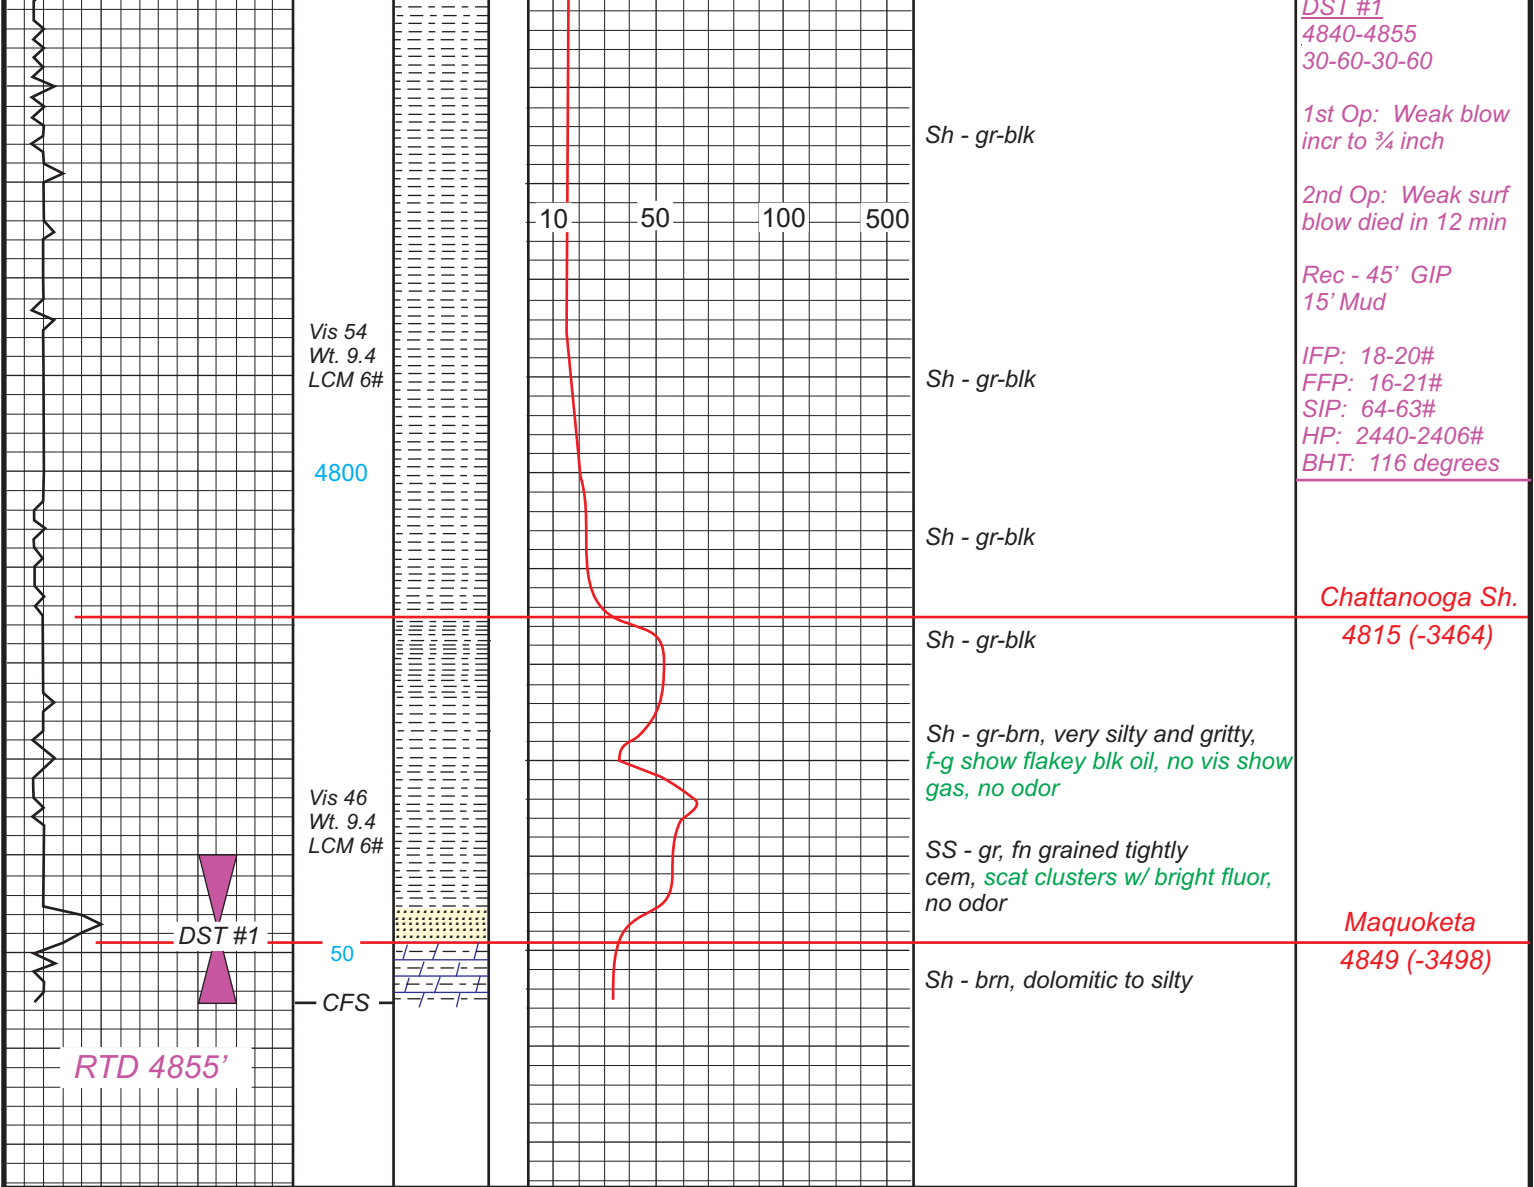 DST #1
4840-4855
30-60-30-60
1st Op: Weak blow
incr to ¾ inch
2nd Op: Weak surf
blow died in 12 min
Rec - 45’ GIP
15’ Mud
IFP: 18-20#
FFP: 16-21#
SIP: 64-63#
HP: 2440-2406#
BHT: 116 degrees
Sh - gr-blk
10 50 100 500
Vis 54
Wt. 9.4
LCM 6#
Sh - gr-blk
4800
Sh - gr-blk
Chattanooga Sh.
4815 (-3464)
Sh - gr-blk
Sh - gr-brn, very silty and gritty,
f-g show flakey blk oil, no vis show
gas, no odor
Vis 46
Wt. 9.4
LCM 6#
SS - gr, fn grained tightly
cem, scat clusters w/ bright fluor,
no odor
Maquoketa
4849 (-3498)
DST #1
50
Sh - brn, dolomitic to silty
CFS
RTD 4855’